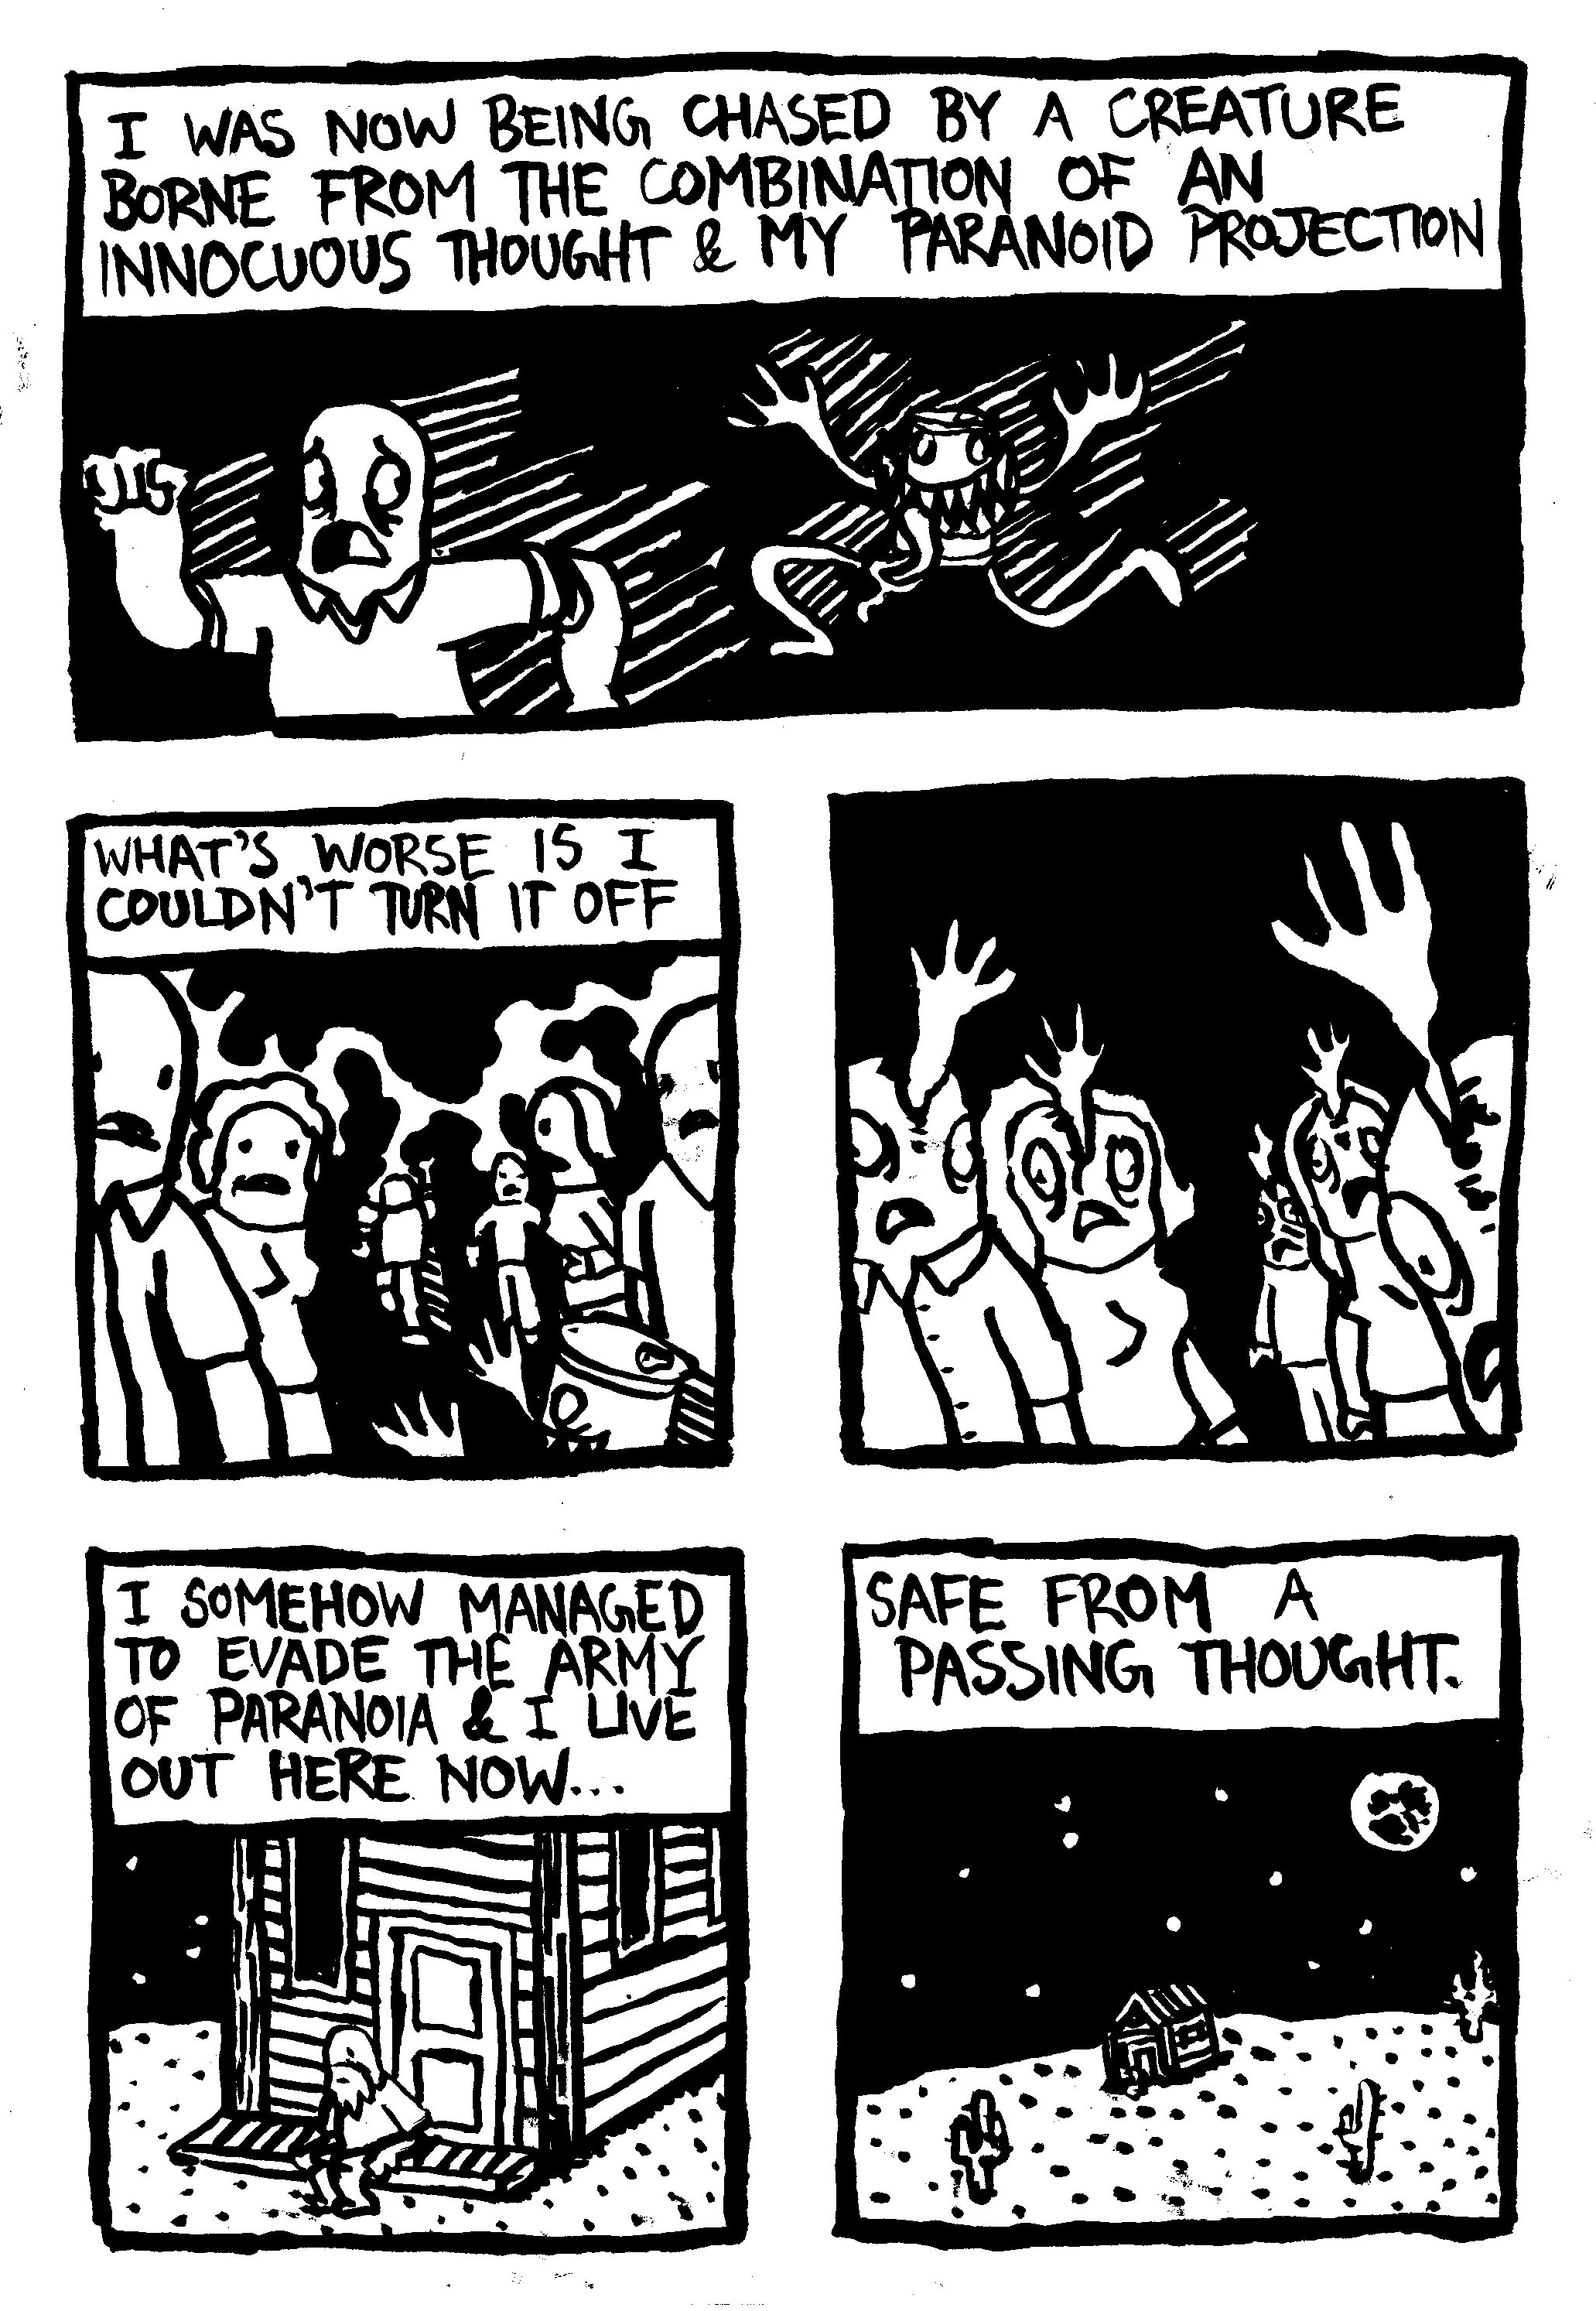 I WAS NOW BEING CHASED BY A CREATURE
BORNE FROM THE COMBINATION OF AN
INNOCUOUS THOUGHT & MY PARANOID PROJECTION
WHAT'S WORSE IS I
COULDN'T TURN IT OFF
I SOMEHOW MANAGED
TO EVADE THE ARMY
OF PARANOIA & I LIVE
OUT HERE NOW...
SAFE FROM A
PASSING THOUGHT.